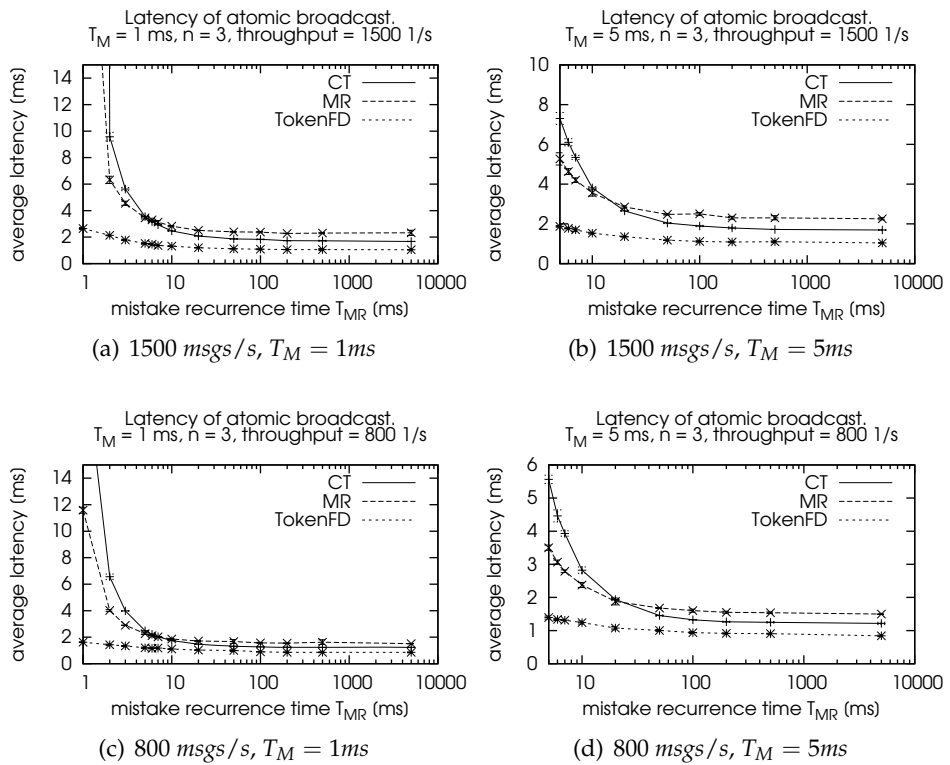 Latency of atomic broadcast.
T_M = 1 ms, n = 3, throughput = 1500 1/s
average latency (ms)
14
12
10
8
6
4
2
0
CT
MR
TokenFD
1 10 100 1000 10000
mistake recurrence time T_MR (ms)
(a) 1500 msgs/s, T_M = 1ms
Latency of atomic broadcast.
T_M = 5 ms, n = 3, throughput = 1500 1/s
average latency (ms)
10
8
6
4
2
0
CT
MR
TokenFD
10 100 1000 10000
mistake recurrence time T_MR (ms)
(b) 1500 msgs/s, T_M = 5ms
Latency of atomic broadcast.
T_M = 1 ms, n = 3, throughput = 800 1/s
average latency (ms)
14
12
10
8
6
4
2
0
CT
MR
TokenFD
1 10 100 1000 10000
mistake recurrence time T_MR (ms)
(c) 800 msgs/s, T_M = 1ms
Latency of atomic broadcast.
T_M = 5 ms, n = 3, throughput = 800 1/s
average latency (ms)
6
5
4
3
2
1
0
CT
MR
TokenFD
10 100 1000 10000
mistake recurrence time T_MR (ms)
(d) 800 msgs/s, T_M = 5ms